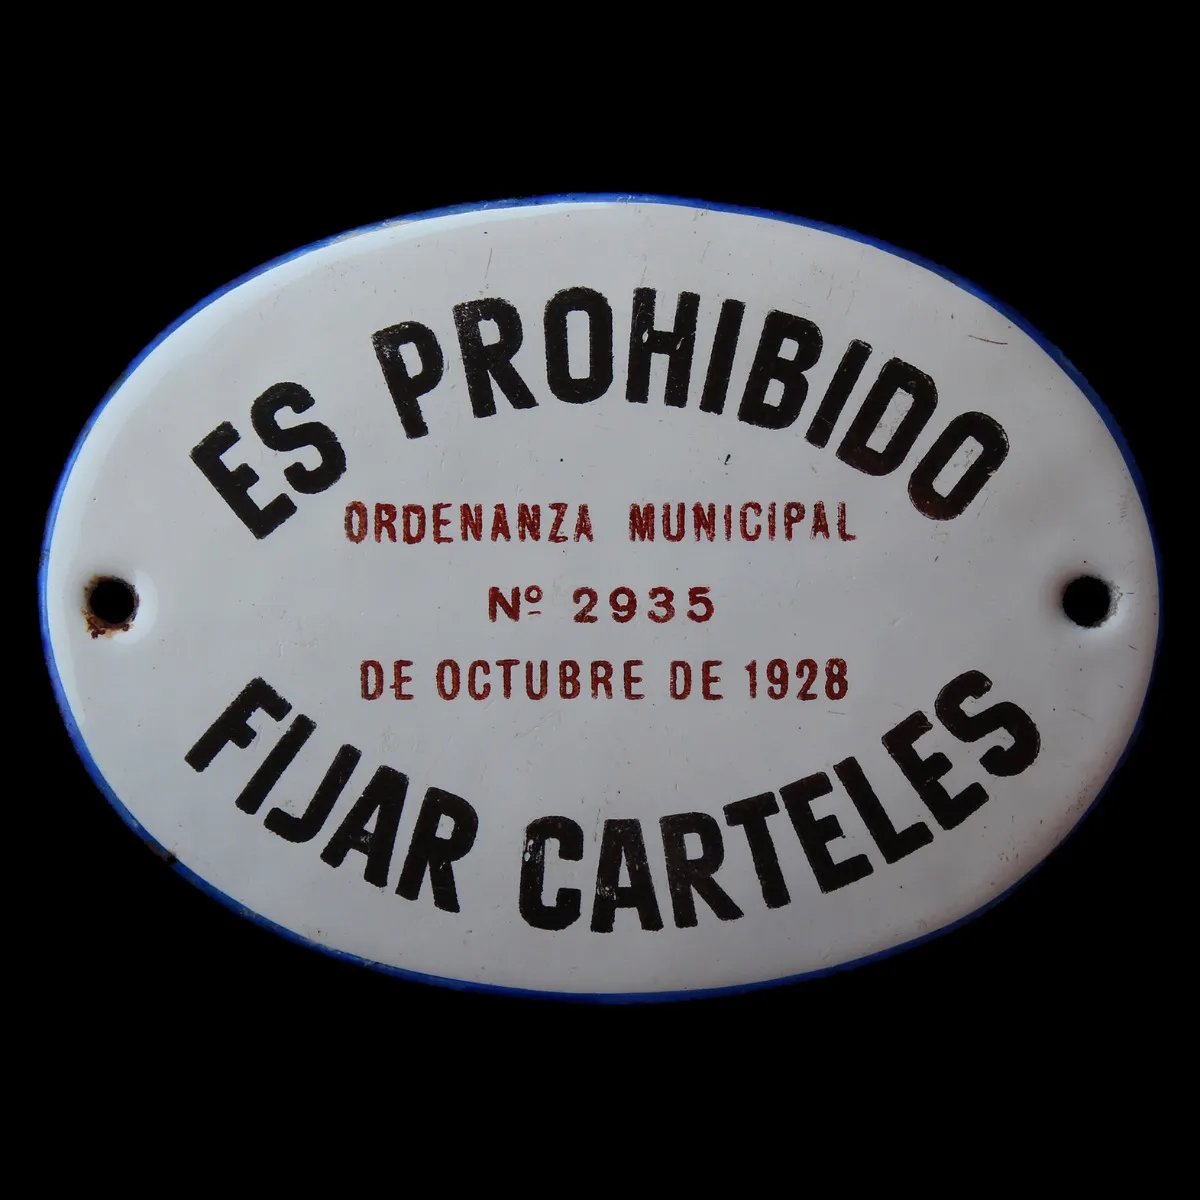 ES PROHIBIDO
ORDENANZA MUNICIPAL
Nº 2935
DE OCTUBRE DE 1928
FIJAR CARTELES